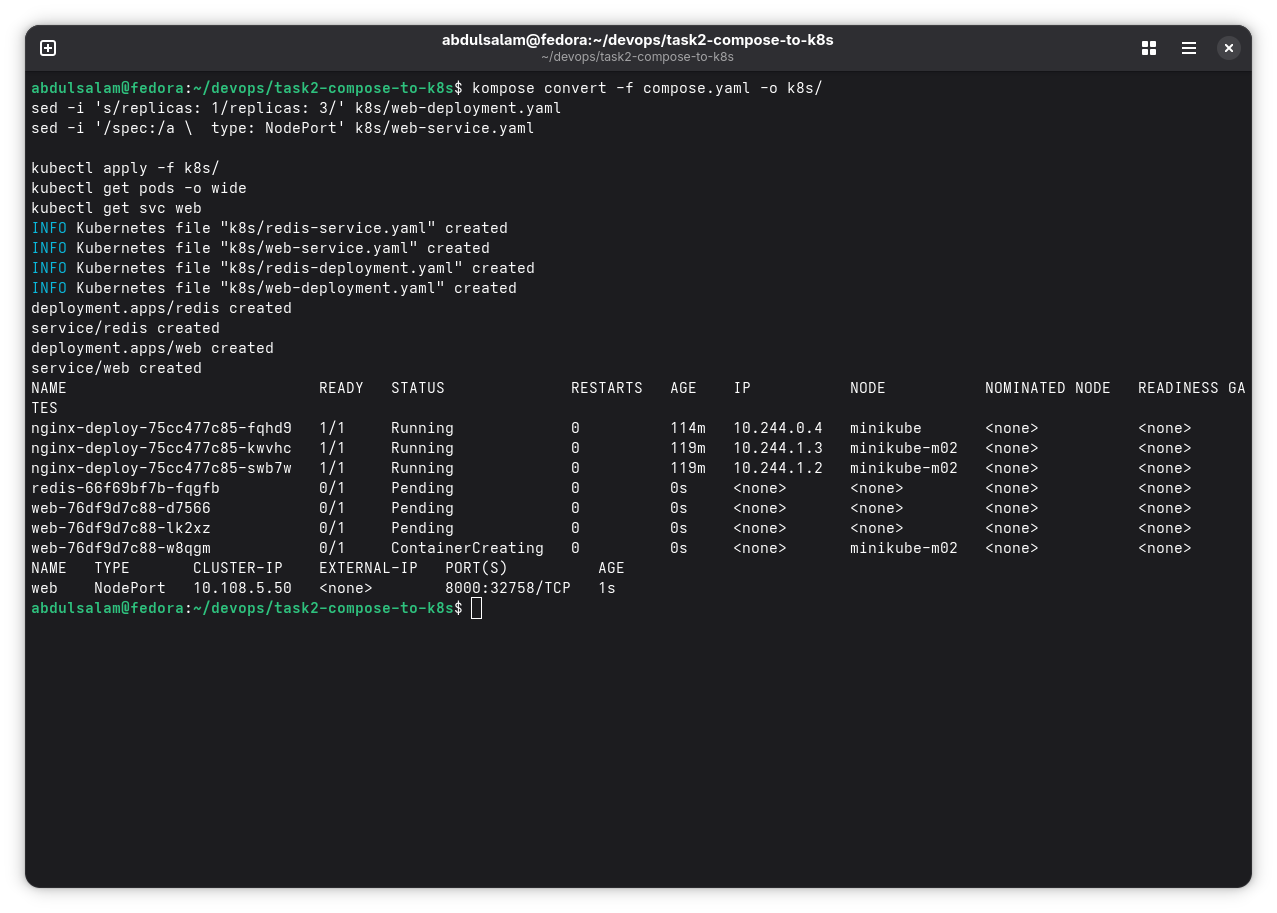 abdulsalam@fedora:~/devops/task2-compose-to-k8s
~/devops/task2-compose-to-k8s
abdulsalam@fedora:~/devops/task2-compose-to-k8s$ kompose convert -f compose.yaml -o k8s/
sed -i 's/replicas: 1/replicas: 3/' k8s/web-deployment.yaml
sed -i '/spec:/a \  type: NodePort' k8s/web-service.yaml

kubectl apply -f k8s/
kubectl get pods -o wide
kubectl get svc web
INFO Kubernetes file "k8s/redis-service.yaml" created
INFO Kubernetes file "k8s/web-service.yaml" created
INFO Kubernetes file "k8s/redis-deployment.yaml" created
INFO Kubernetes file "k8s/web-deployment.yaml" created
deployment.apps/redis created
service/redis created
deployment.apps/web created
service/web created
NAME                            READY   STATUS              RESTARTS   AGE    IP           NODE           NOMINATED NODE   READINESS GA
TES
nginx-deploy-75cc477c85-fqhd9   1/1     Running             0          114m   10.244.0.4   minikube       <none>           <none>
nginx-deploy-75cc477c85-kwvhc   1/1     Running             0          119m   10.244.1.3   minikube-m02   <none>           <none>
nginx-deploy-75cc477c85-swb7w   1/1     Running             0          119m   10.244.1.2   minikube-m02   <none>           <none>
redis-66f69bf7b-fqgfb           0/1     Pending             0          0s     <none>       <none>         <none>           <none>
web-76df9d7c88-d7566            0/1     Pending             0          0s     <none>       <none>         <none>           <none>
web-76df9d7c88-lk2xz            0/1     Pending             0          0s     <none>       <none>         <none>           <none>
web-76df9d7c88-w8qgm            0/1     ContainerCreating   0          0s     <none>       minikube-m02   <none>           <none>
NAME   TYPE       CLUSTER-IP    EXTERNAL-IP   PORT(S)          AGE
web    NodePort   10.108.5.50   <none>        8000:32758/TCP   1s
abdulsalam@fedora:~/devops/task2-compose-to-k8s$